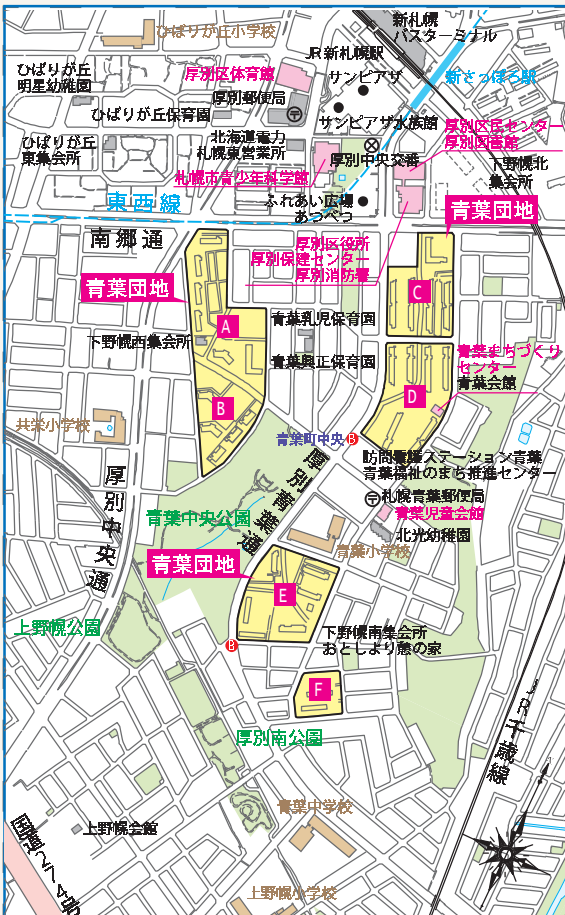 ひばりが丘小学校
新札幌
バスターミナル
JR新札幌駅
ひばりが丘
明星幼稚園
厚別区体育館
サンピアザ
新さっぽろ駅
厚別郵便局
ひばりが丘保育園
サンピアザ水族館
厚別区民センター
厚別図書館
北海道電力
札幌東営業所
ひばりが丘
東集会所
厚別中央交番
下野幌北
集会所
札幌市青少年科学館
東西線
ふれあい広場
あつべつ
青葉団地
南郷通
厚別区役所
厚別保健センター
厚別消防署
青葉団地
C
A
青葉乳児保育園
下野幌西集会所
青葉興正保育園
青葉まちづくり
センター
青葉会館
B
D
共栄小学校
青葉町中央
B
訪問看護ステーション青葉
青葉福祉のまち推進センター
厚別中央通
厚別青葉通
札幌青葉郵便局
青葉児童会館
青葉中央公園
北光幼稚園
青葉小学校
青葉団地
E
上野幌公園
下野幌南集会所
おとしより憩の家
B
F
JR千歳線
厚別南公園
青葉中学校
上野幌会館
国道274号
上野幌小学校